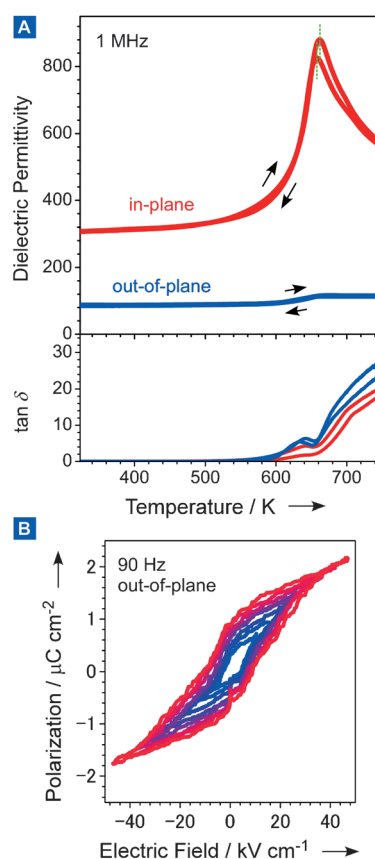 A
1 MHz
Dielectric Permittivity
800
600
400
200
0
in-plane
out-of-plane
tan δ
30
20
10
0
400 500 600 700
Temperature / K
B
90 Hz
out-of-plane
Polarization / μC cm⁻²
2
1
0
−1
−2
−40 −20 0 20 40
Electric Field / kV cm⁻¹